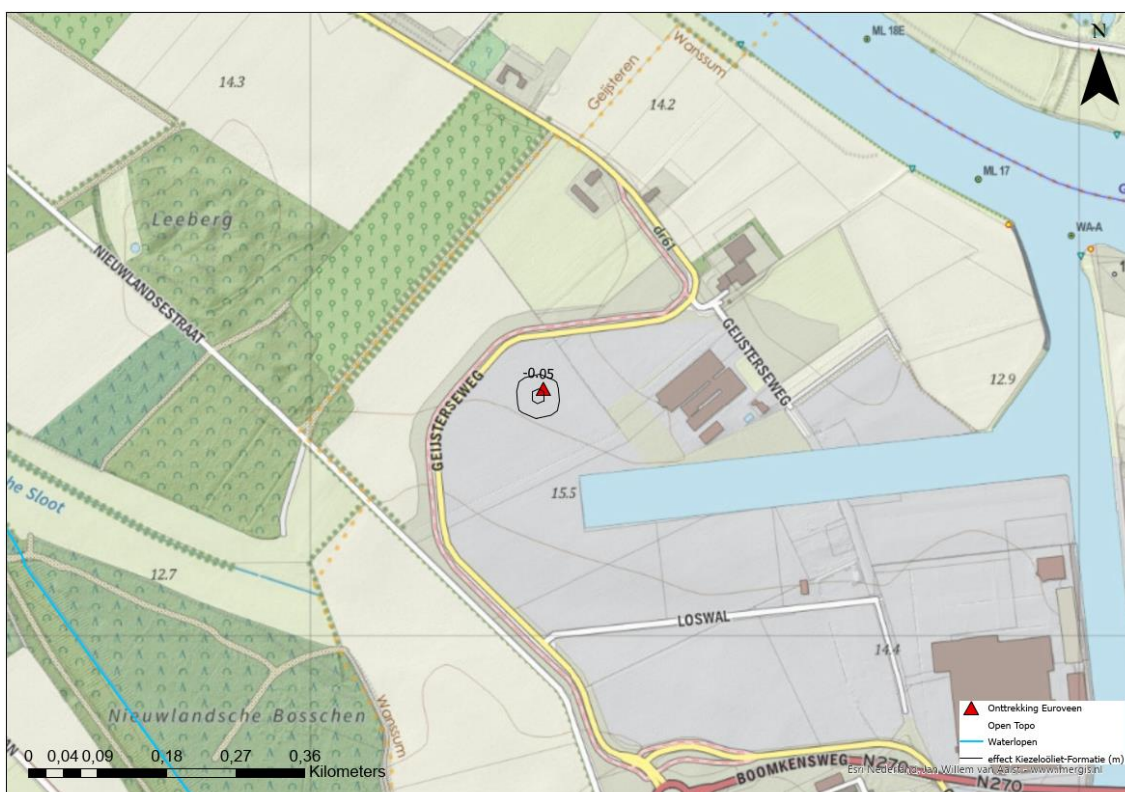 ML 18E
N
Wanssum
Geijsteren
14.3
14.2
ML 17
WA-A
Leeberg
NIEUWLANDSESTRAAT
dr61
GEIJSTERSEWEG
-0.05
GEIJSTERSEWEG
12.9
15.5
he Sloot
12.7
LOSWAL
14.4
Nieuwlandsche Bosschen
Wanssum
Onttrekking Euroveen
Open Topo
Waterlopen
effect Kiezeloöliet-Formatie (m)
0 0,04 0,09 0,18 0,27 0,36
Kilometers
BOOMKENSWEG N270
N270
Esri Nederland, Jan Willem van Aalst - www.imergis.nl